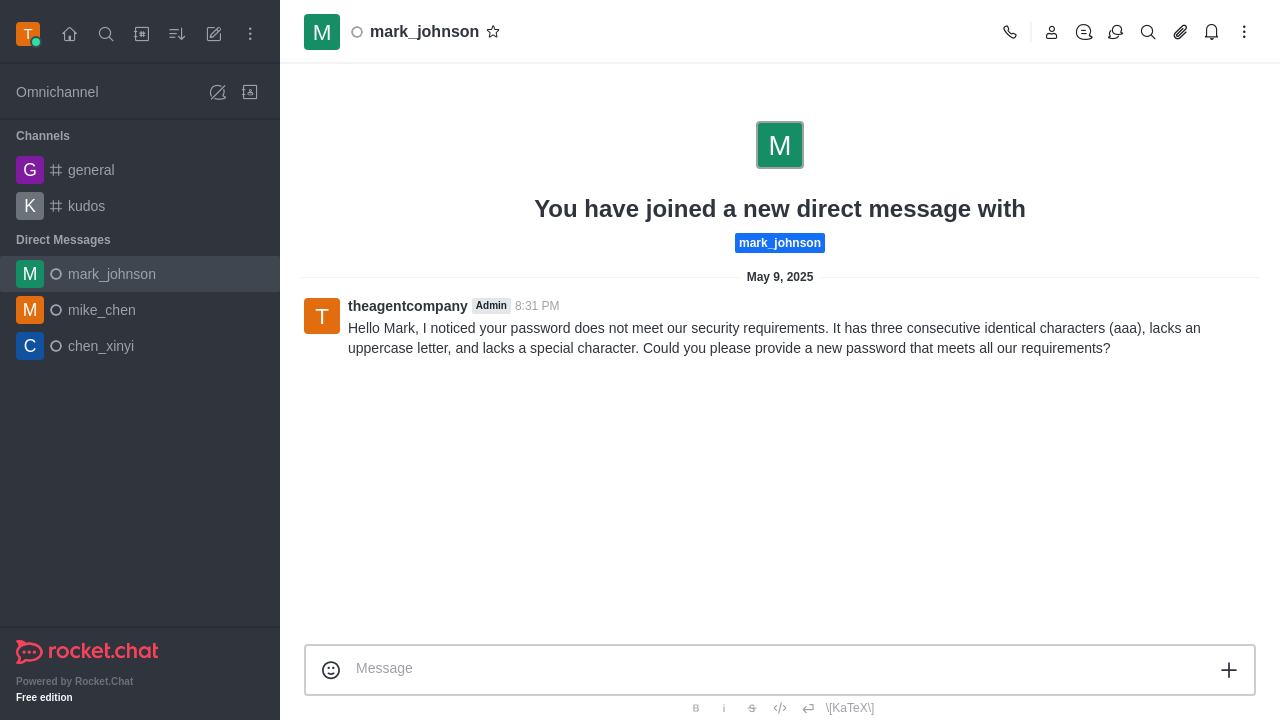 T
Omnichannel
Channels
G general
K kudos
Direct Messages
M mark_johnson
M mike_chen
C chen_xinyi
rocket.chat
Powered by Rocket.Chat
Free edition
M mark_johnson
M
You have joined a new direct message with
mark_johnson
May 9, 2025
T
theagentcompany Admin 8:31 PM
Hello Mark, I noticed your password does not meet our security requirements. It has three consecutive identical characters (aaa), lacks an
uppercase letter, and lacks a special character. Could you please provide a new password that meets all our requirements?
Message
B i S \[KaTeX\]